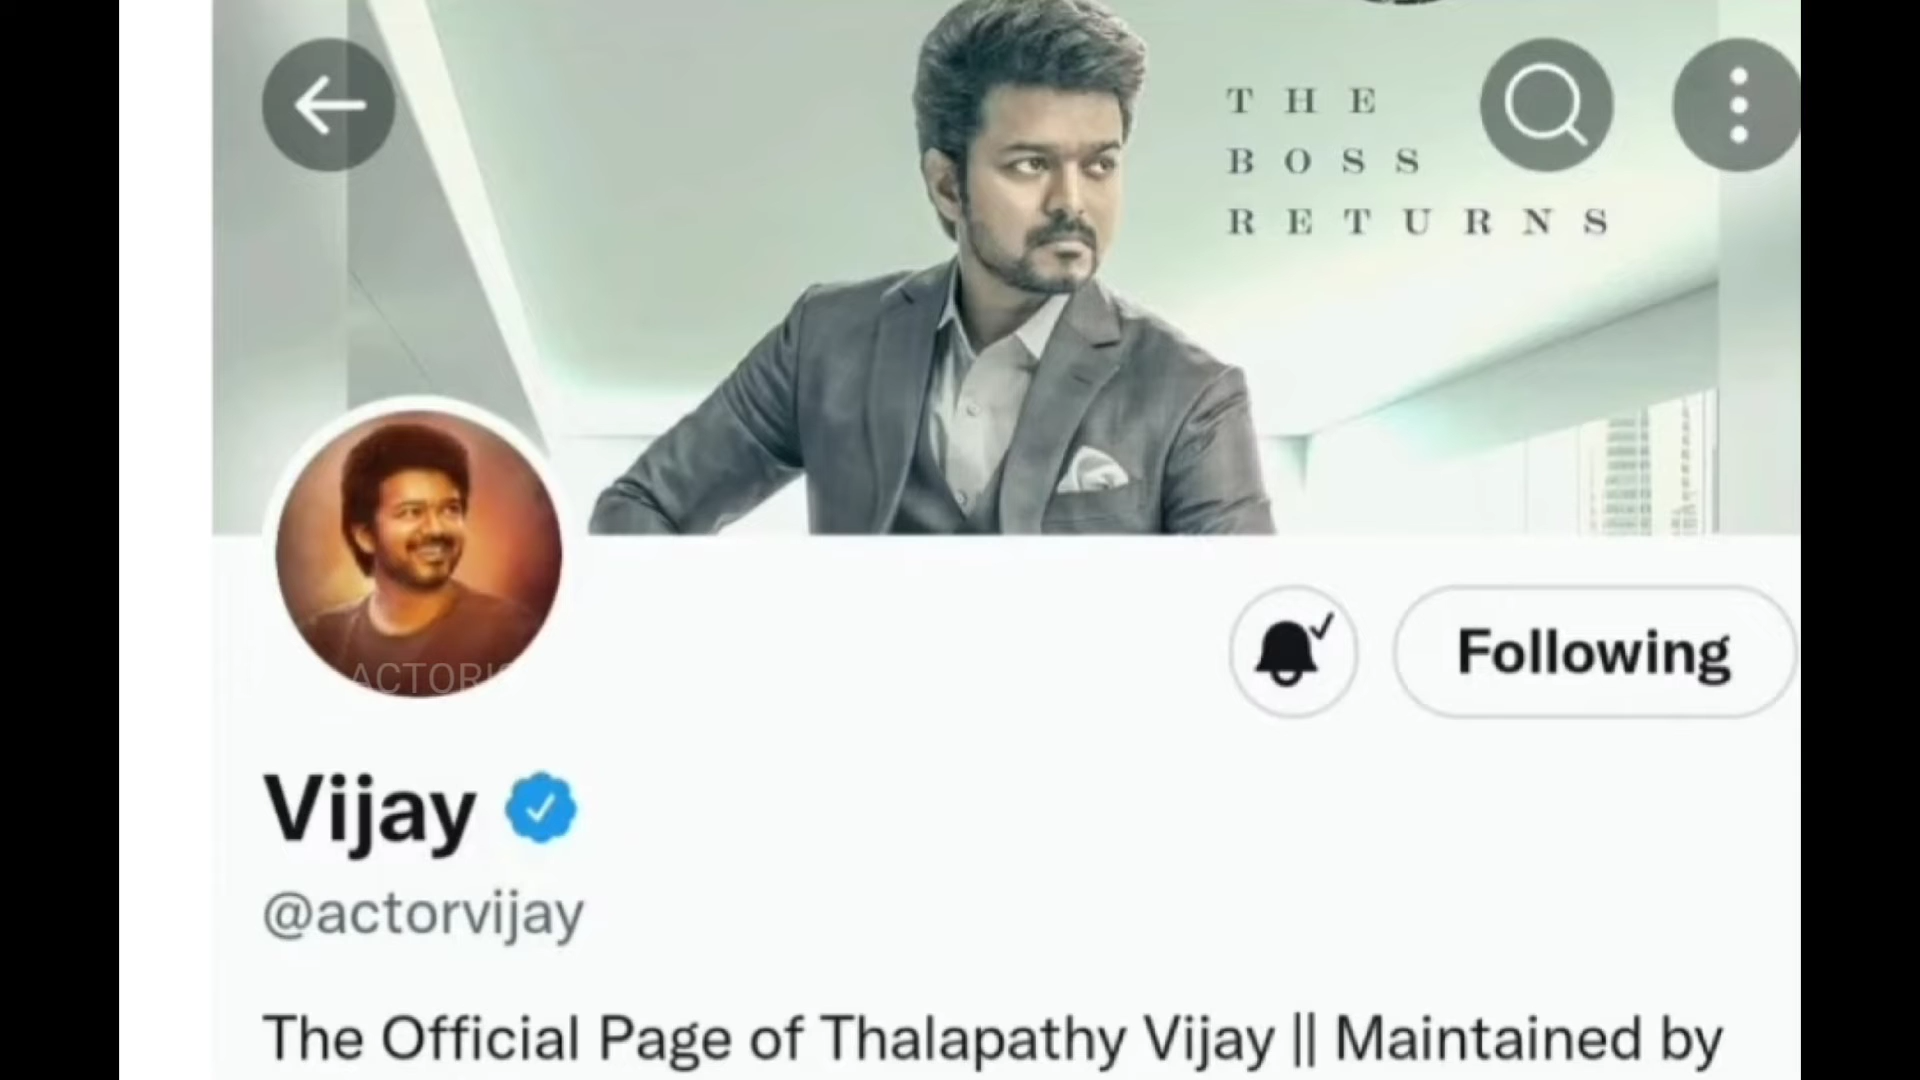 THE
BOSS
RETURNS
Following
Vijay
@actorvijay
The Official Page of Thalapathy Vijay || Maintained by